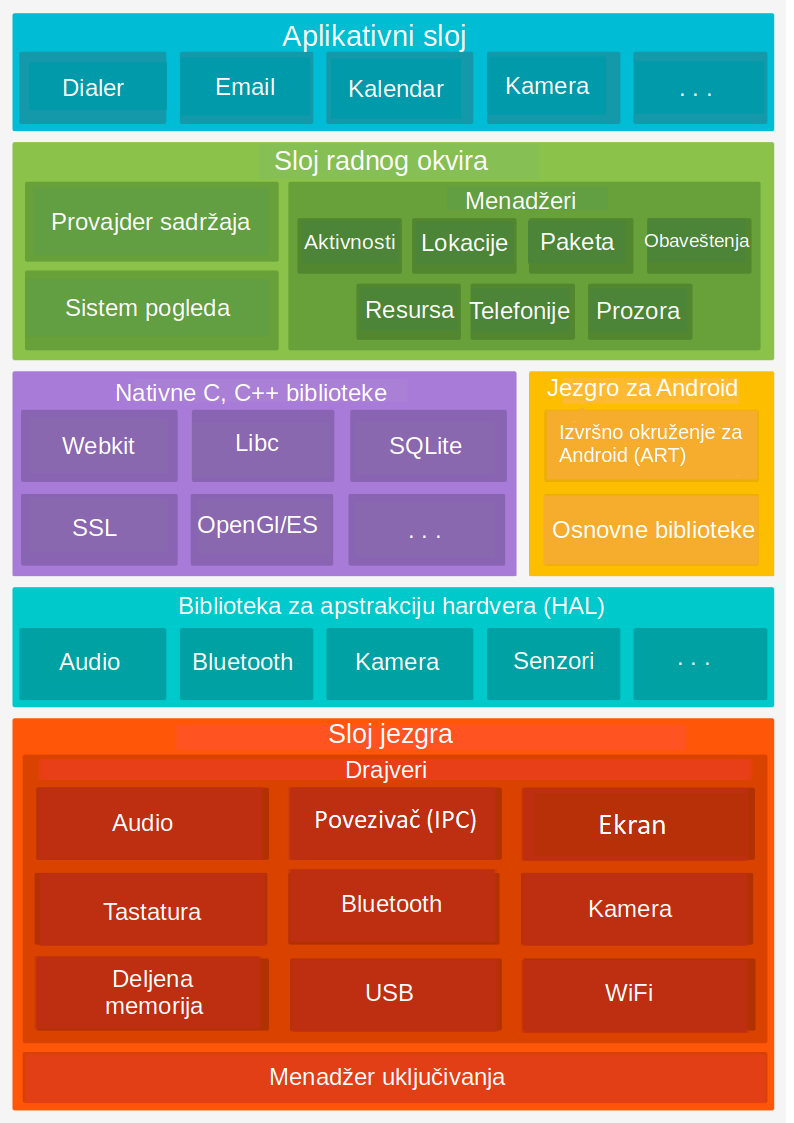 Aplikativni sloj
Dialer
Email
Kalendar
Kamera
. . .
Sloj radnog okvira
Provajder sadržaja
Sistem pogleda
Menadžeri
Aktivnosti
Lokacije
Paketa
Obaveštenja
Resursa
Telefonije
Prozora
Nativne C, C++ biblioteke
Webkit
Libc
SQLite
SSL
OpenGl/ES
. . .
Jezgro za Android
Izvršno okruženje za
Android (ART)
Osnovne biblioteke
Biblioteka za apstrakciju hardvera (HAL)
Audio
Bluetooth
Kamera
Senzori
. . .
Sloj jezgra
Drajveri
Audio
Povezivač (IPC)
Ekran
Tastatura
Bluetooth
Kamera
Deljena
memorija
USB
WiFi
Menadžer uključivanja